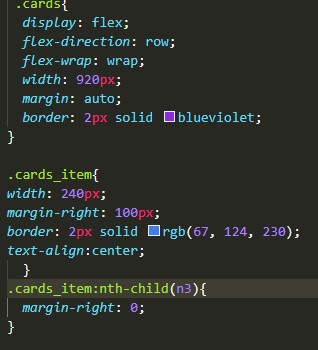 .cards{
display: flex;
flex-direction: row;
flex-wrap: wrap;
width: 920px;
margin: auto;
border: 2px solid blueviolet;
}
.cards_item{
width: 240px;
margin-right: 100px;
border: 2px solid rgb(67, 124, 230);
text-align:center;
}
.cards_item:nth-child(n3){
margin-right: 0;
}